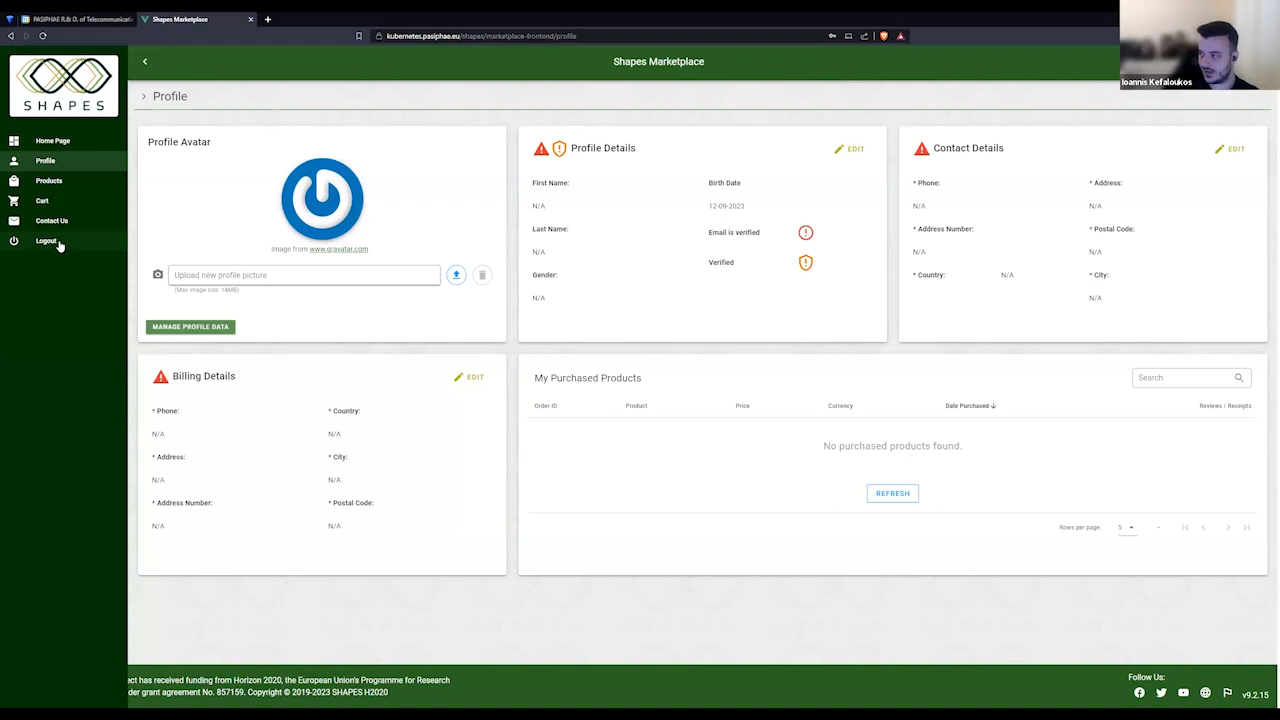 PASIPHAE R.& D. of Telecommunicatio
Shapes Marketplace
kubernetes.pasiphae.eu/shapes/marketplace-frontend/profile
Ioannis Kefaloukos
SHAPES
Shapes Marketplace
Home Page
Profile
Products
Cart
Contact Us
Logout
Profile
Profile Avatar
Image from www.gravatar.com
Upload new profile picture
(Max image size: 14MB)
MANAGE PROFILE DATA
Profile Details
EDIT
First Name:
Birth Date
N/A
12-09-2023
Last Name:
Email is verified
N/A
Verified
Gender:
N/A
Contact Details
EDIT
* Phone:
* Address:
N/A
N/A
* Address Number:
* Postal Code:
N/A
N/A
* Country:
N/A
* City:
N/A
Billing Details
EDIT
* Phone:
* Country:
N/A
N/A
* Address:
* City:
N/A
N/A
* Address Number:
* Postal Code:
N/A
N/A
My Purchased Products
Search
Order ID
Product
Price
Currency
Date Purchased
Reviews / Receipts
No purchased products found.
REFRESH
Rows per page:
5
-
ect has received funding from Horizon 2020, the European Union's Programme for Research
der grant agreement No. 857159. Copyright © 2019-2023 SHAPES H2020
Follow Us:
v9.2.15